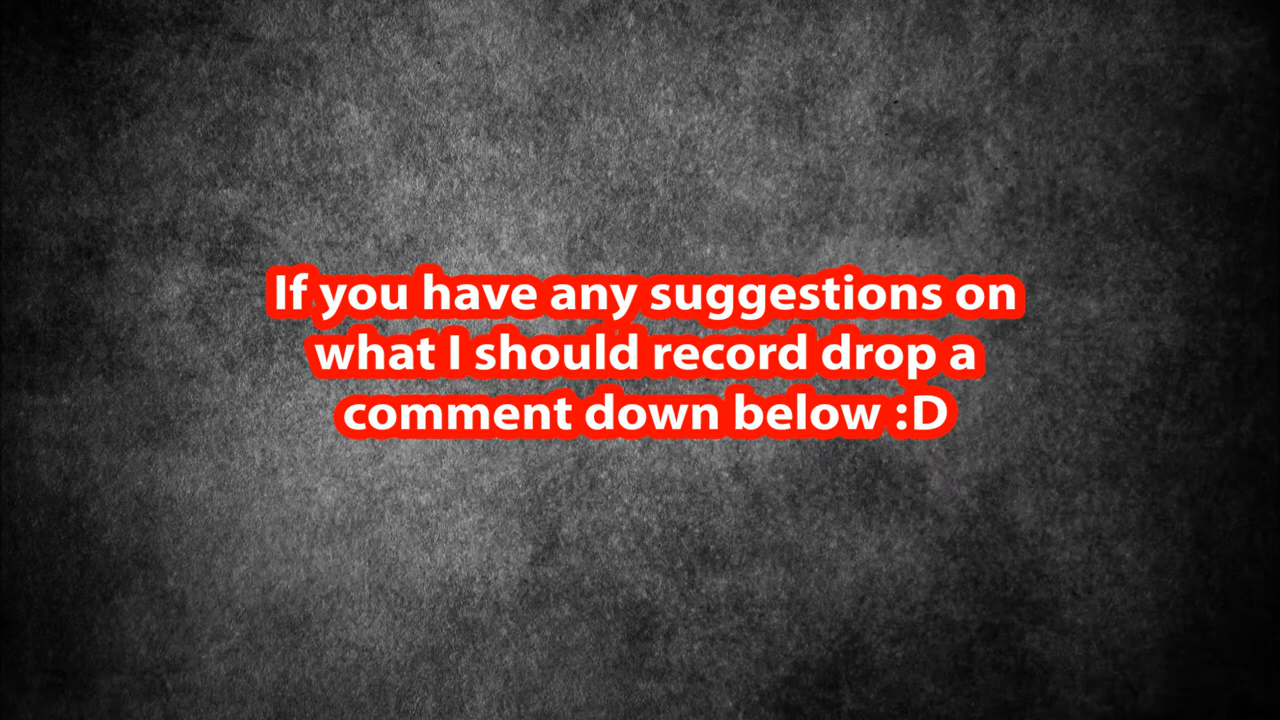 If you have any suggestions on
what I should record drop a
comment down below :D